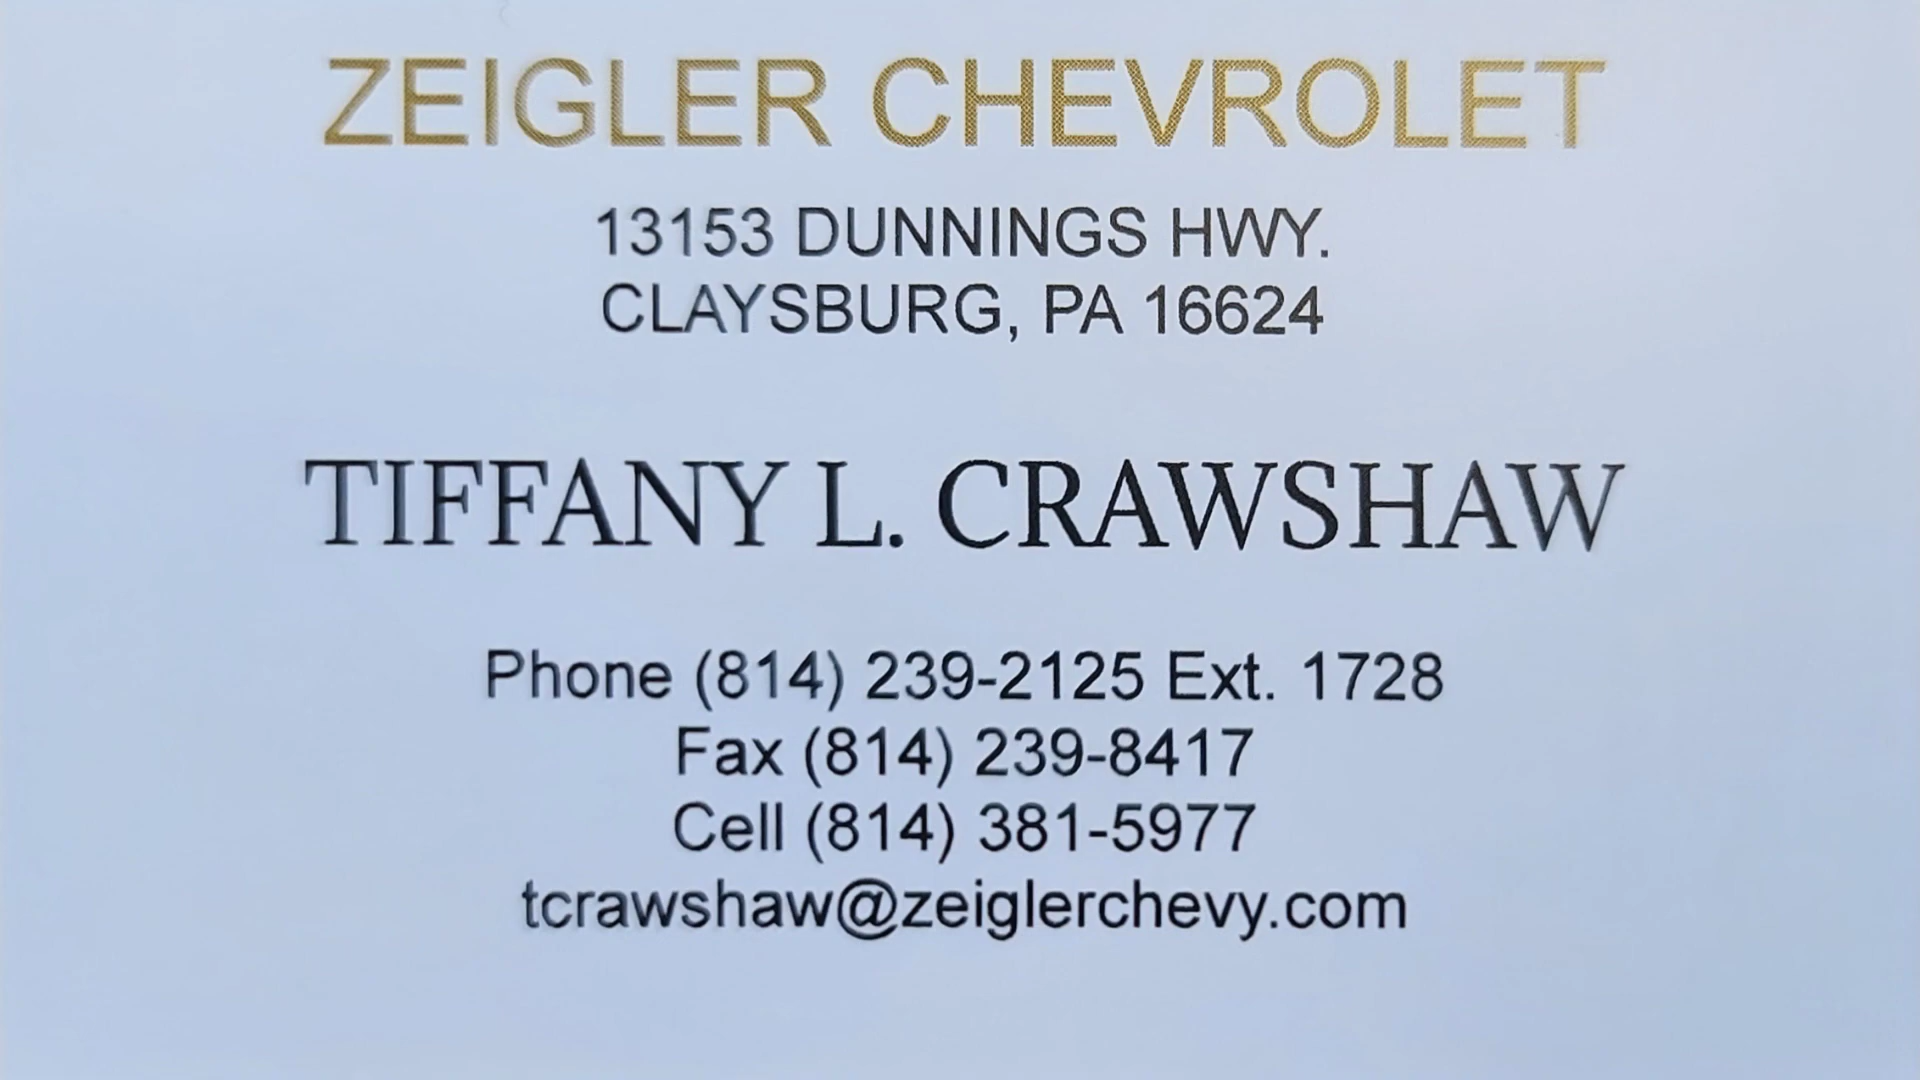 ZEIGLER CHEVROLET
13153 DUNNINGS HWY.
CLAYSBURG, PA 16624
TIFFANY L. CRAWSHAW
Phone (814) 239-2125 Ext. 1728
Fax (814) 239-8417
Cell (814) 381-5977
tcrawshaw@zeiglerchevy.com